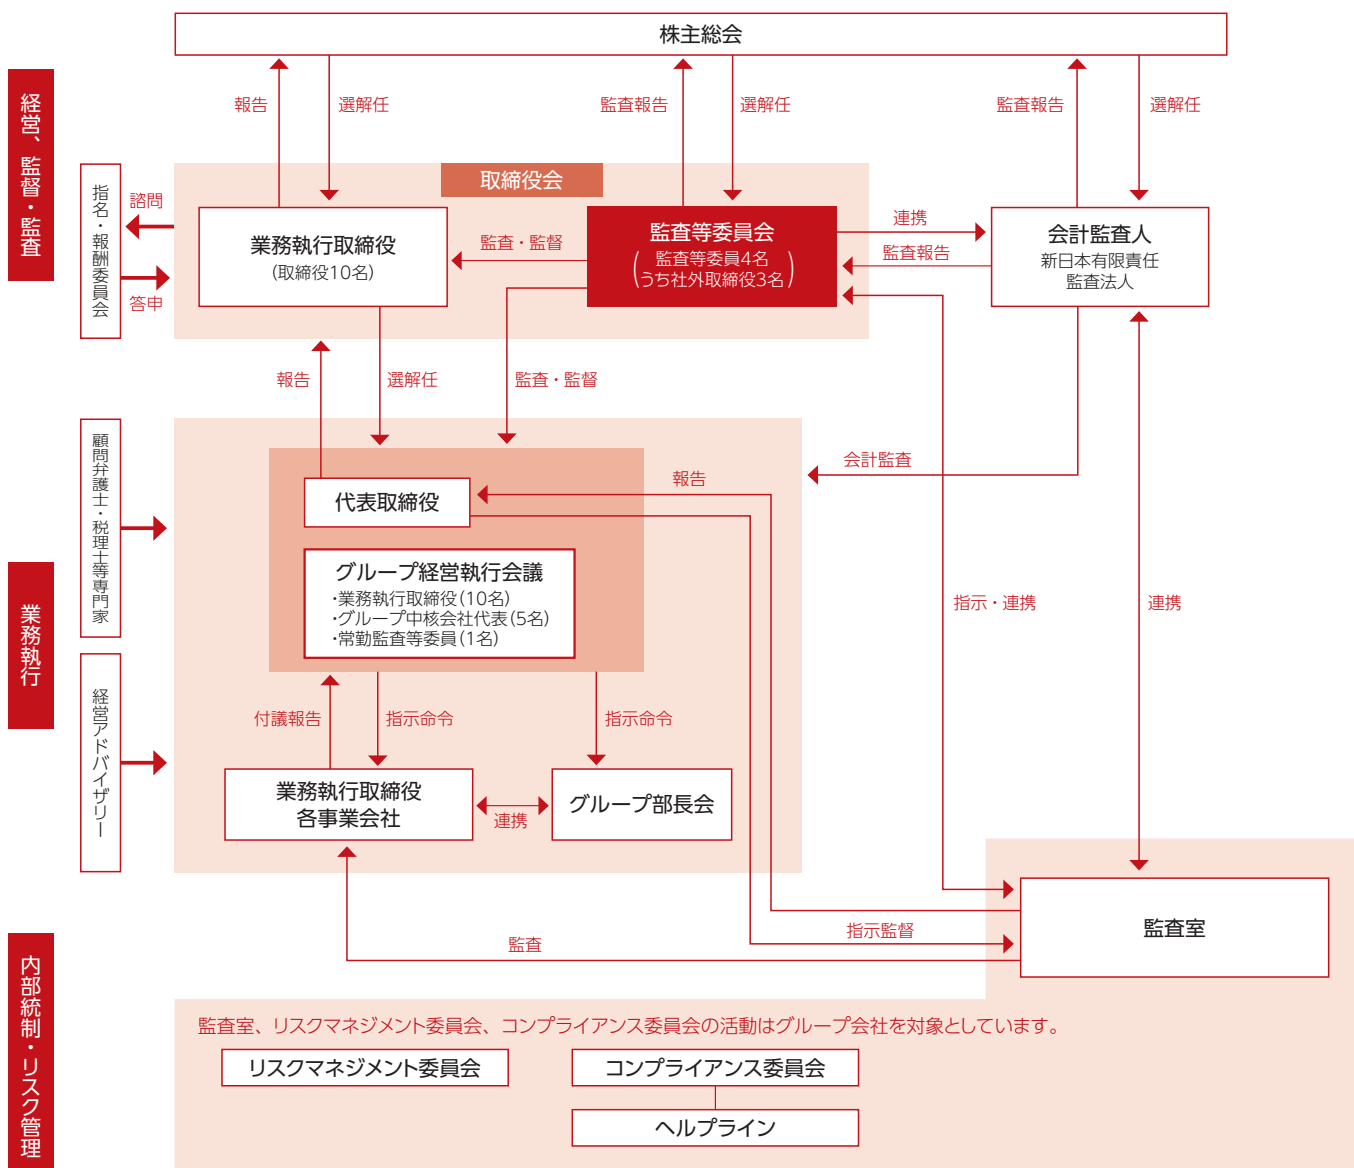 株主総会
経営、監督・監査
報告
選解任
監査報告
選解任
監査報告
選解任
取締役会
指名・報酬委員会
諮問
答申
業務執行取締役
(取締役10名)
監査・監督
監査等委員会
監査等委員4名
うち社外取締役3名
連携
監査報告
会計監査人
新日本有限責任
監査法人
報告
選解任
監査・監督
業務執行
顧問弁護士・税理士等専門家
経営アドバイザリー
会計監査
報告
代表取締役
グループ経営執行会議
・業務執行取締役(10名)
・グループ中核会社代表(5名)
・常勤監査等委員(1名)
指示・連携
連携
付議報告
指示命令
指示命令
業務執行取締役
各事業会社
連携
グループ部長会
監査室
指示監督
監査
内部統制・リスク管理
監査室、リスクマネジメント委員会、コンプライアンス委員会の活動はグループ会社を対象としています。
リスクマネジメント委員会
コンプライアンス委員会
ヘルプライン